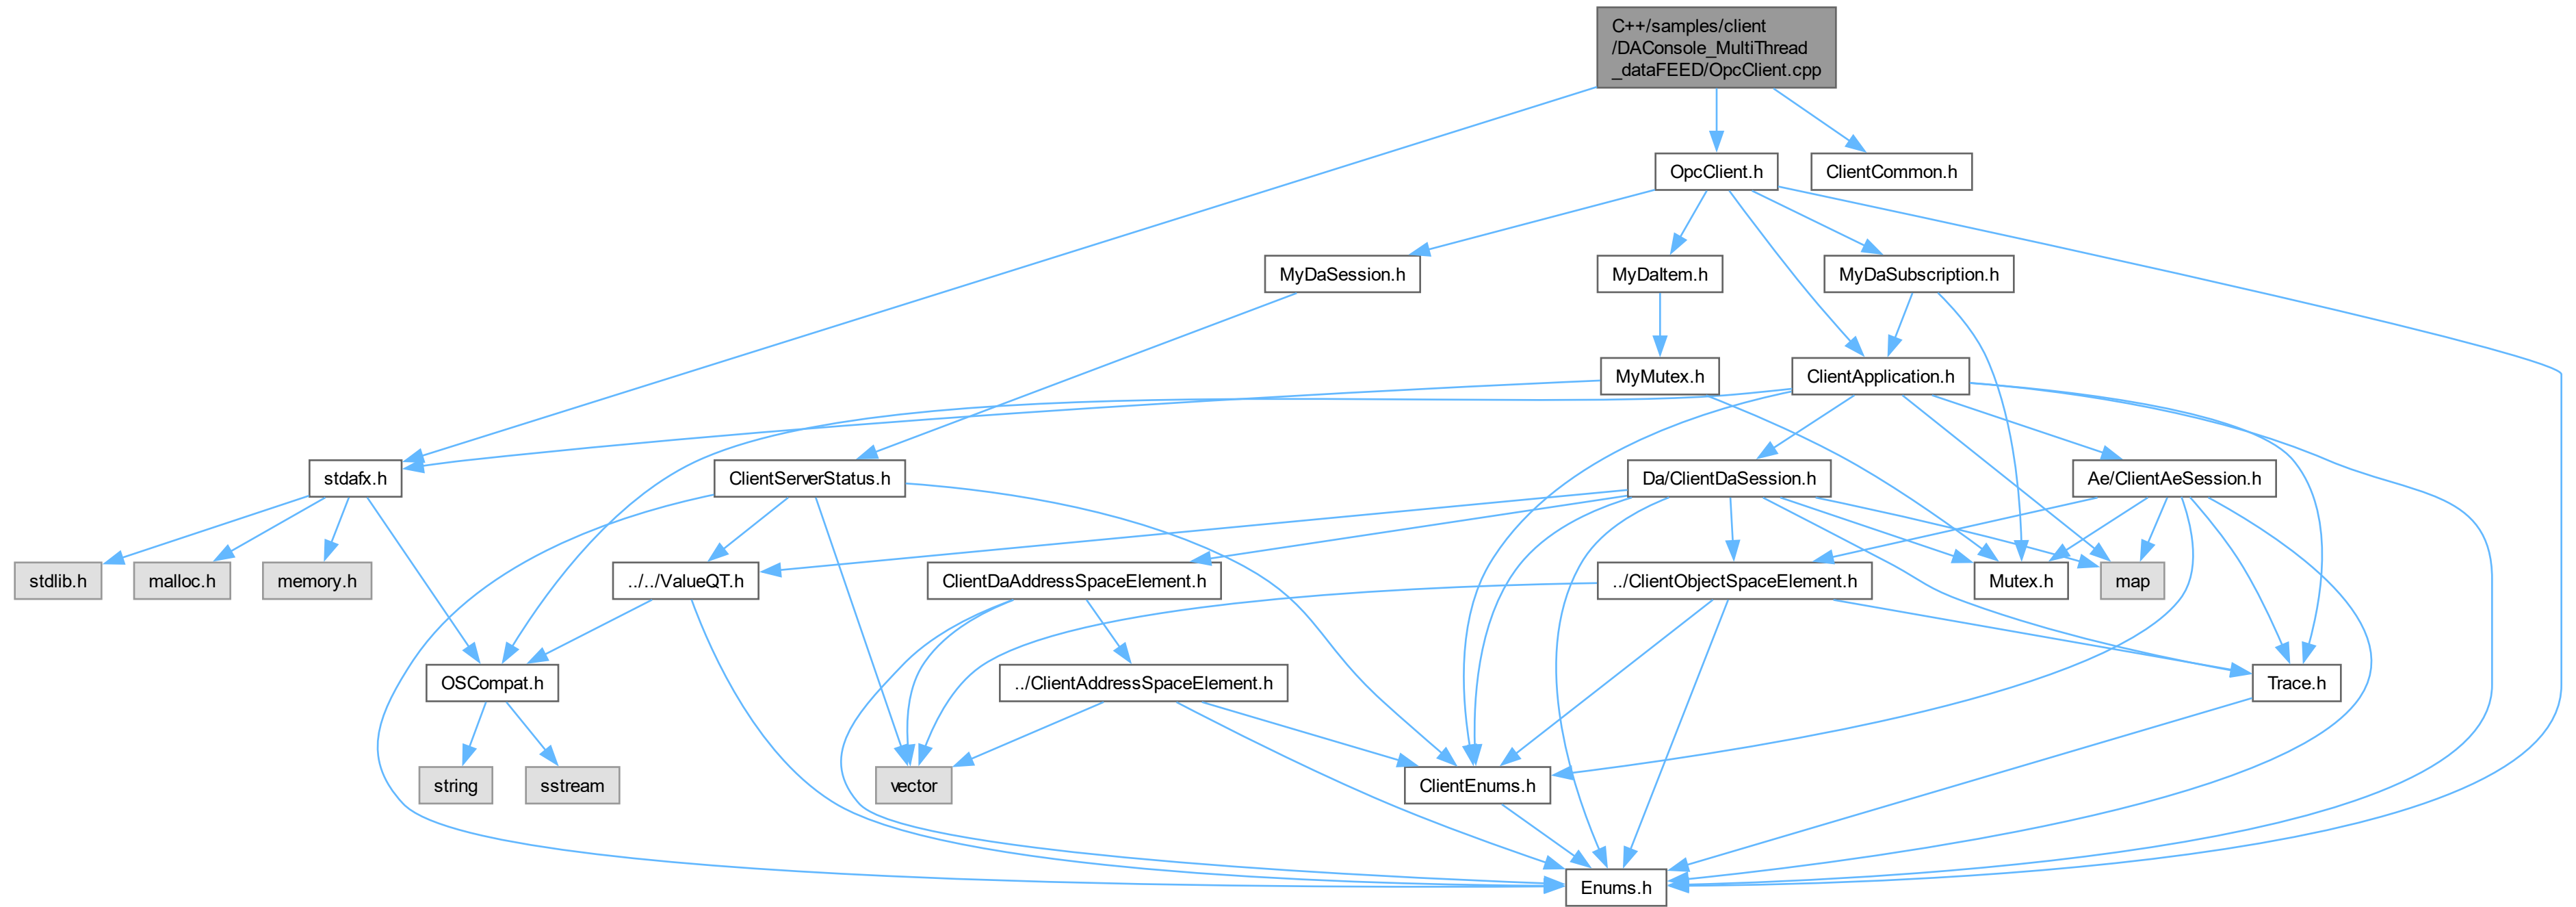 C++/samples/client
/DAConsole_MultiThread
_dataFEED/OpcClient.cpp
OpcClient.h
ClientCommon.h
MyDaSession.h
MyDaItem.h
MyDaSubscription.h
MyMutex.h
ClientApplication.h
stdafx.h
ClientServerStatus.h
Da/ClientDaSession.h
Ae/ClientAeSession.h
stdlib.h
malloc.h
memory.h
../../ValueQT.h
ClientDaAddressSpaceElement.h
../ClientObjectSpaceElement.h
Mutex.h
map
OSCompat.h
../ClientAddressSpaceElement.h
Trace.h
string
sstream
vector
ClientEnums.h
Enums.h